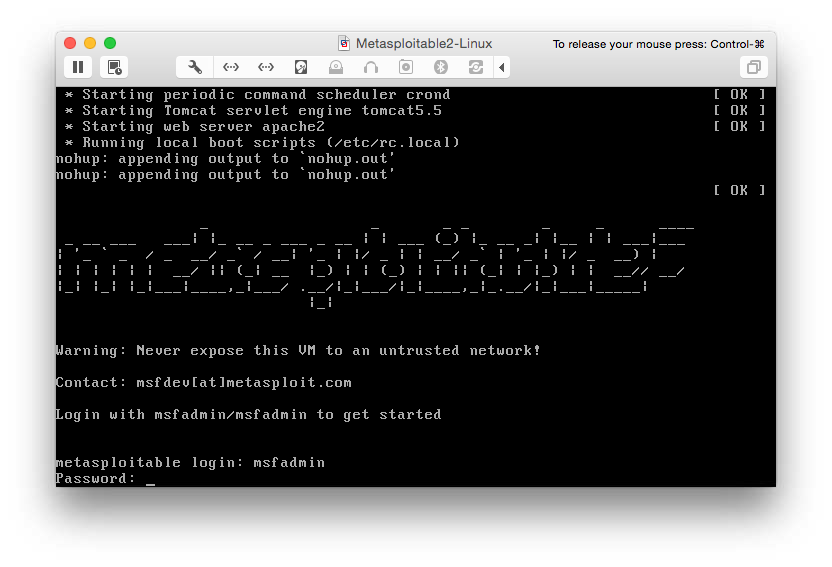 Metasploitable2-Linux
To release your mouse press: Control-⌘
* Starting periodic command scheduler crond [ OK ]
* Starting Tomcat servlet engine tomcat5.5 [ OK ]
* Starting web server apache2 [ OK ]
* Running local boot scripts (/etc/rc.local)
nohup: appending output to `nohup.out'
nohup: appending output to `nohup.out'
[ OK ]
metasploitable2
Warning: Never expose this VM to an untrusted network!
Contact: msfdev[at]metasploit.com
Login with msfadmin/msfadmin to get started
metasploitable login: msfadmin
Password: _